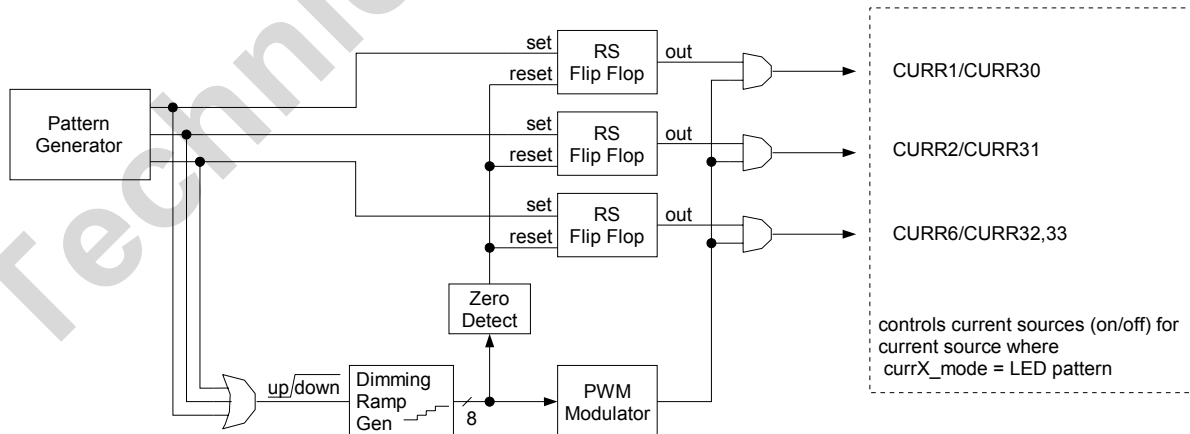 Technic
set
RS
Flip Flop
out
reset
CURR1/CURR30
Pattern
Generator
set
RS
Flip Flop
out
reset
CURR2/CURR31
set
RS
Flip Flop
out
reset
CURR6/CURR32,33
Zero
Detect
controls current sources (on/off) for
current source where
currX_mode = LED pattern
up/down
Dimming
Ramp
Gen
8
PWM
Modulator